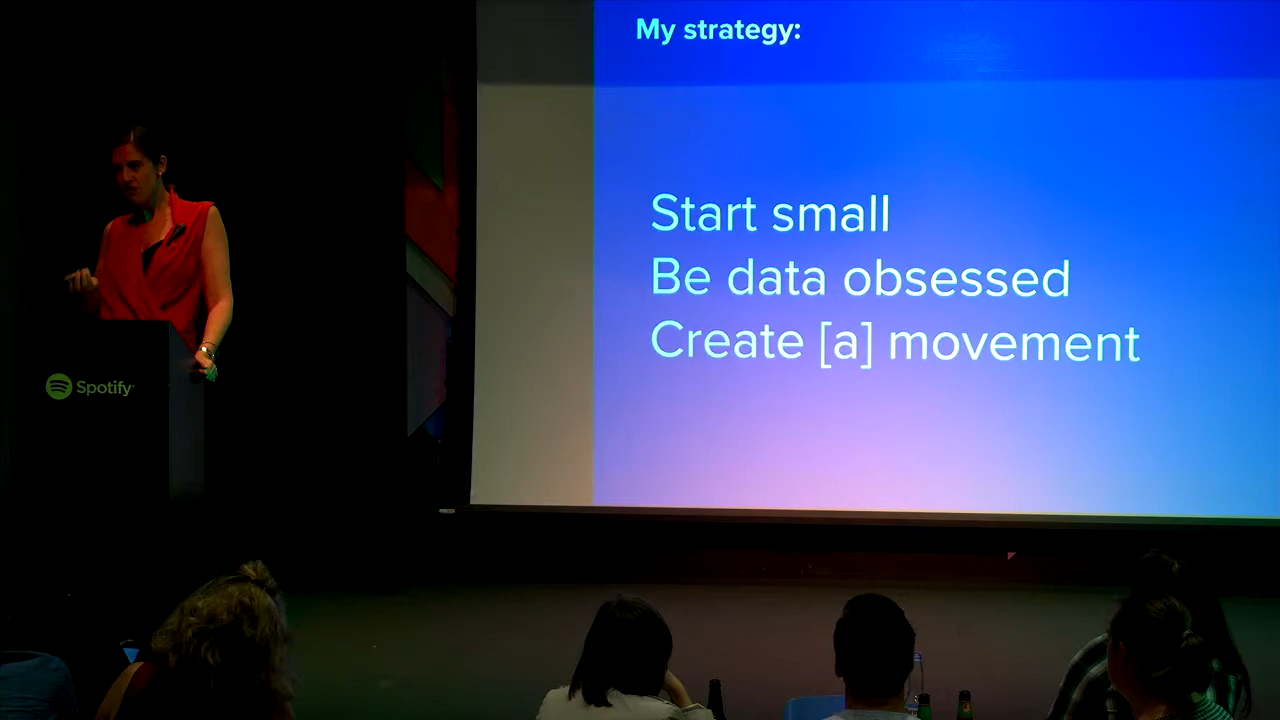 My strategy:
Start small
Be data obsessed
Create [a] movement
Spotify